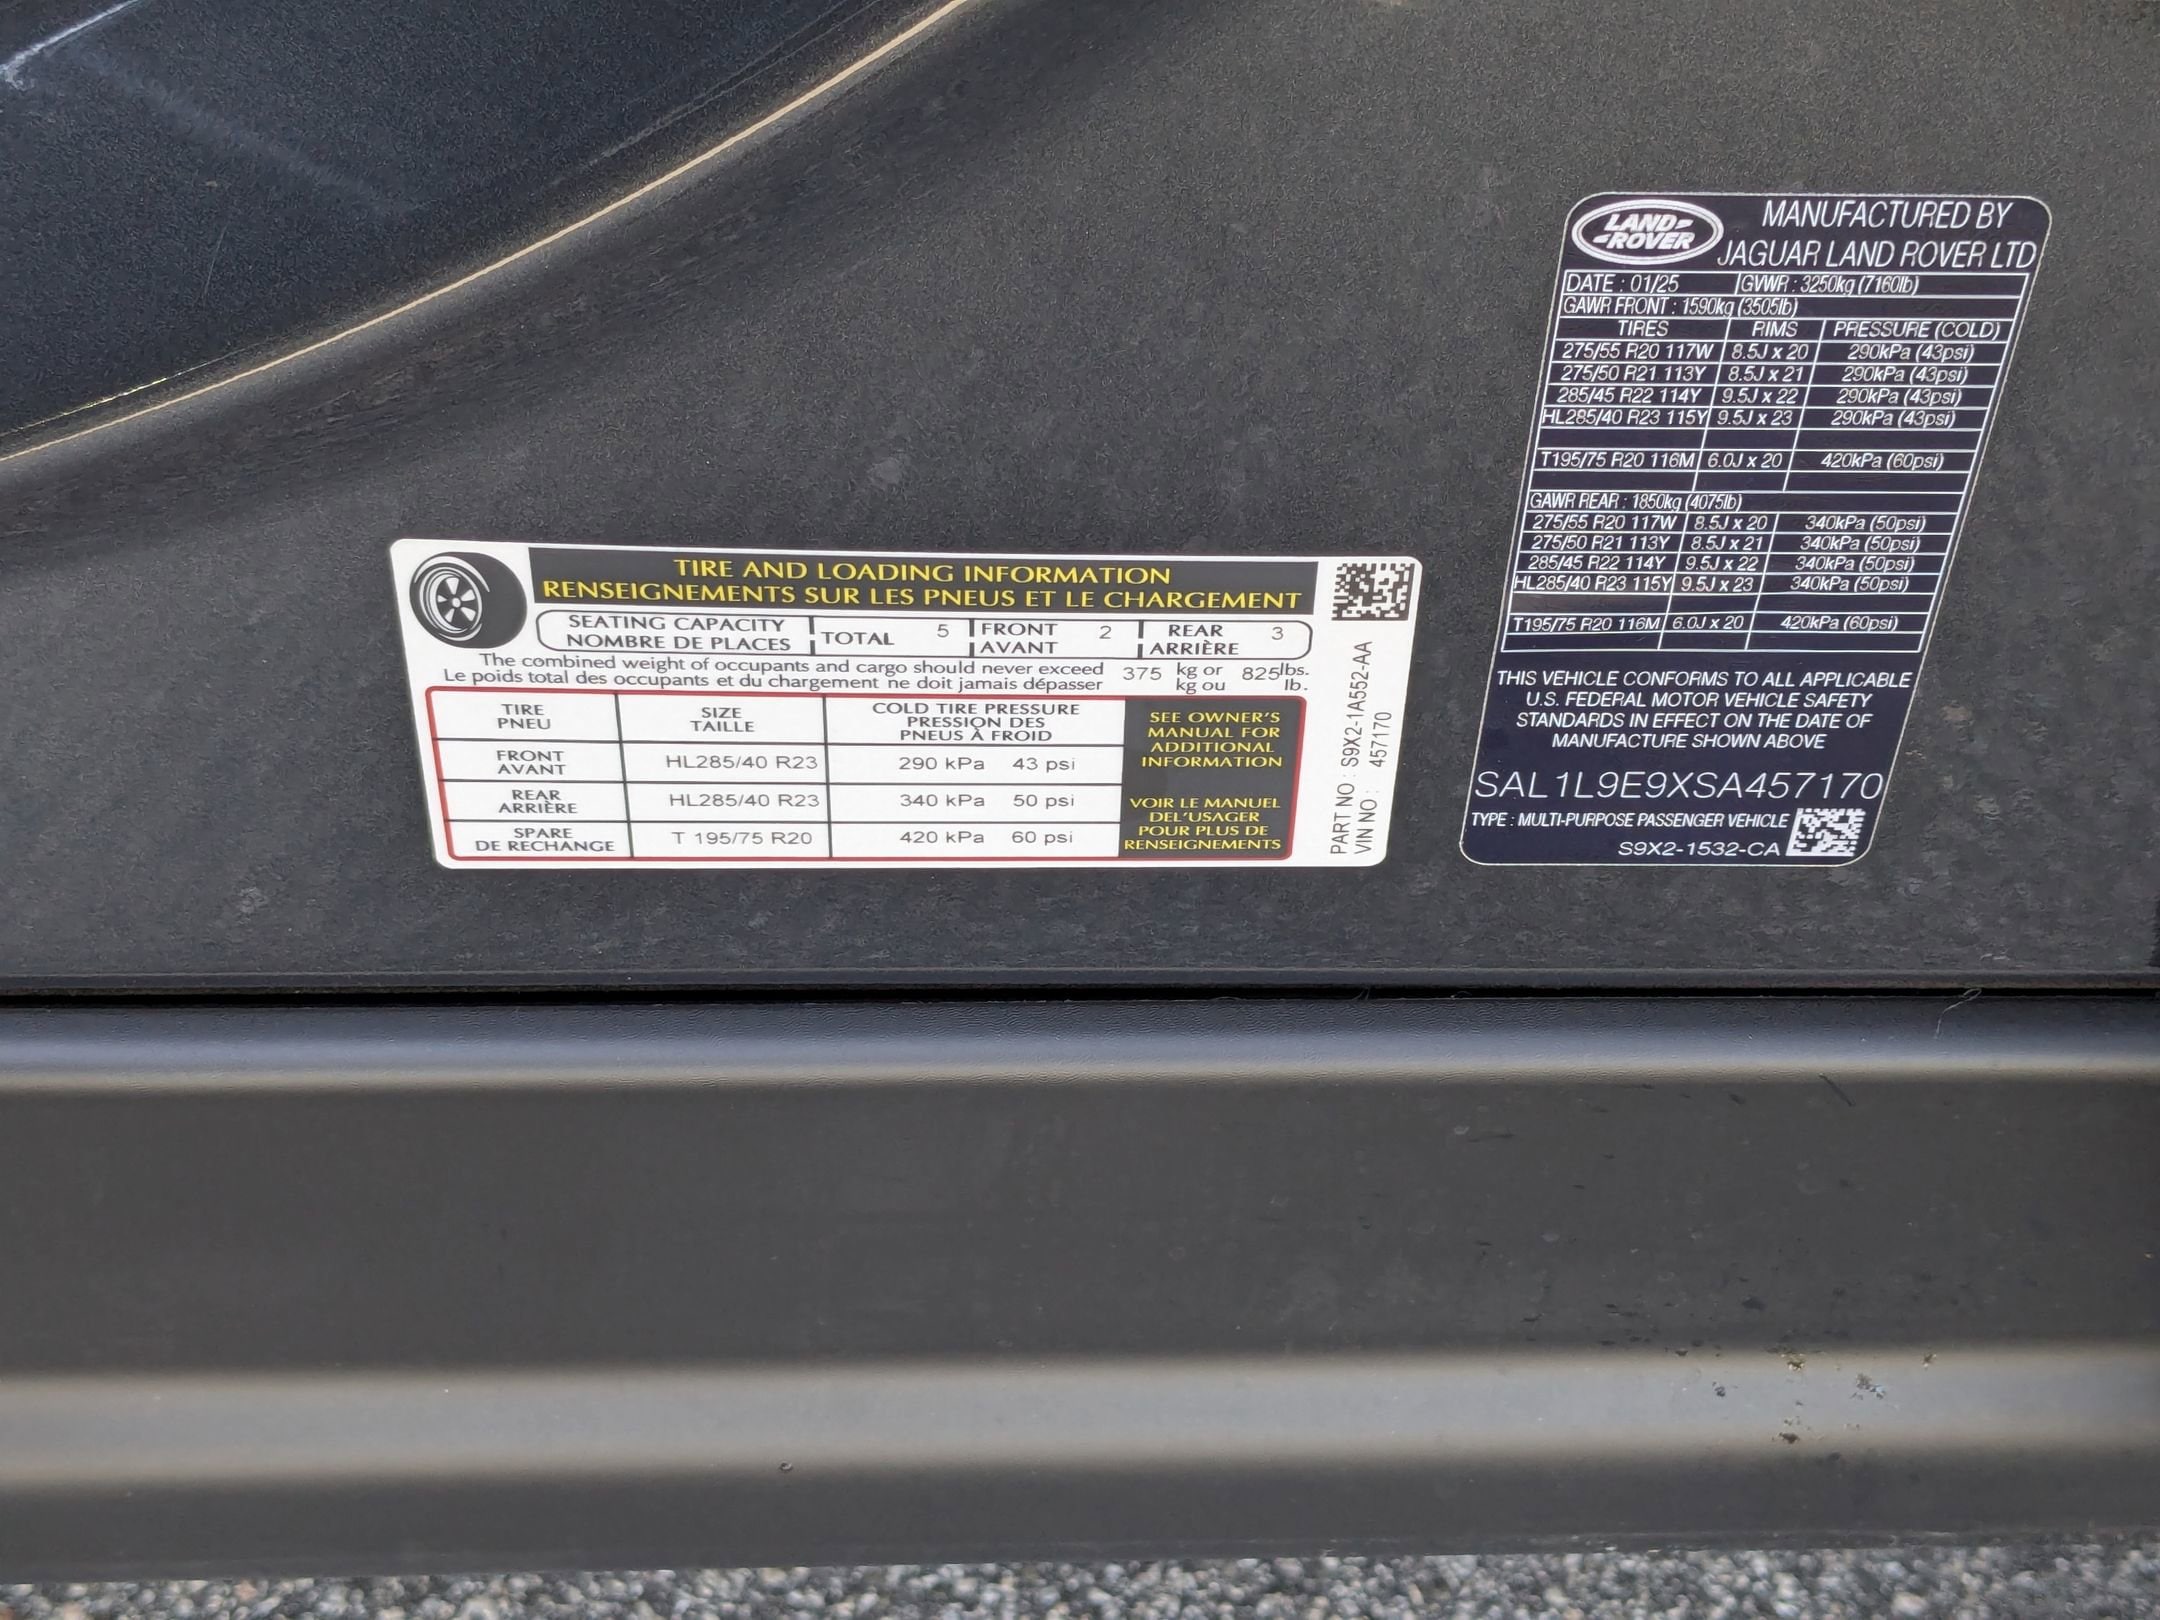 TIRE AND LOADING INFORMATION
RENSEIGNEMENTS SUR LES PNEUS ET LE CHARGEMENT
SEATING CAPACITY
NOMBRE DE PLACES
TOTAL 5
FRONT
AVANT
2
REAR
ARRIÈRE
3
The combined weight of occupants and cargo should never exceed 375 kg or 825 lbs.
Le poids total des occupants et du chargement ne doit jamais dépasser kg ou lb.
TIRE
PNEU
SIZE
TAILLE
COLD TIRE PRESSURE
PRESSION DES
PNEUS À FROID
FRONT
AVANT
HL285/40 R23 290 kPa 43 psi
REAR
ARRIÈRE
HL285/40 R23 340 kPa 50 psi
SPARE
DE RECHANGE
T 195/75 R20 420 kPa 60 psi
SEE OWNER'S
MANUAL FOR
ADDITIONAL
INFORMATION
VOIR LE MANUEL
DEL'USAGER
POUR PLUS DE
RENSEIGNEMENTS
PART NO : S9X2-1A552-AA
VIN NO : 457170
LAND
ROVER
MANUFACTURED BY
JAGUAR LAND ROVER LTD
DATE : 01/25 GVWR : 3250kg (7160lb)
GAWR FRONT : 1590kg (3505lb)
TIRES RIMS PRESSURE (COLD)
275/55 R20 117W 8.5J x 20 290kPa (43psi)
275/50 R21 113Y 8.5J x 21 290kPa (43psi)
285/45 R22 114Y 9.5J x 22 290kPa (43psi)
HL285/40 R23 115Y 9.5J x 23 290kPa (43psi)
T195/75 R20 116M 6.0J x 20 420kPa (60psi)
GAWR REAR : 1850kg (4075lb)
275/55 R20 117W 8.5J x 20 340kPa (50psi)
275/50 R21 113Y 8.5J x 21 340kPa (50psi)
285/45 R22 114Y 9.5J x 22 340kPa (50psi)
HL285/40 R23 115Y 9.5J x 23 340kPa (50psi)
T195/75 R20 116M 6.0J x 20 420kPa (60psi)
THIS VEHICLE CONFORMS TO ALL APPLICABLE
U.S. FEDERAL MOTOR VEHICLE SAFETY
STANDARDS IN EFFECT ON THE DATE OF
MANUFACTURE SHOWN ABOVE
SAL1L9E9XSA457170
TYPE : MULTI-PURPOSE PASSENGER VEHICLE
S9X2-1532-CA